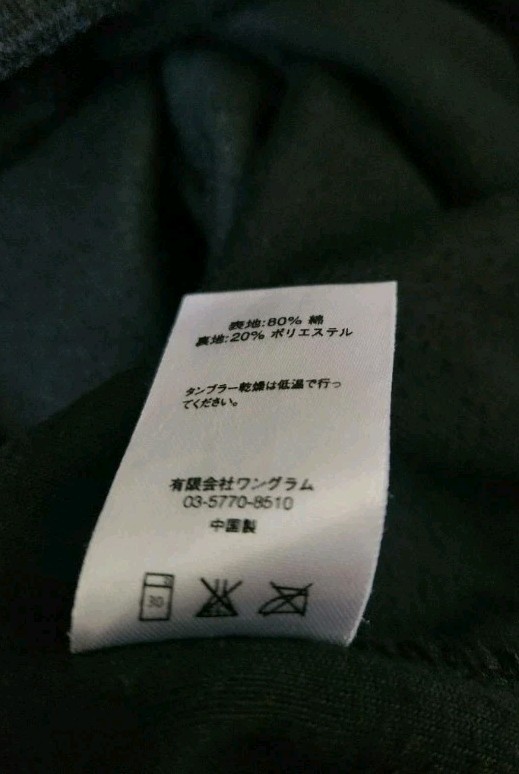 表地:80% 綿
裏地:20% ポリエステル
タンブラー乾燥は低温で行っ
てください。
有限会社ワングラム
03-5770-8510
中国製
30